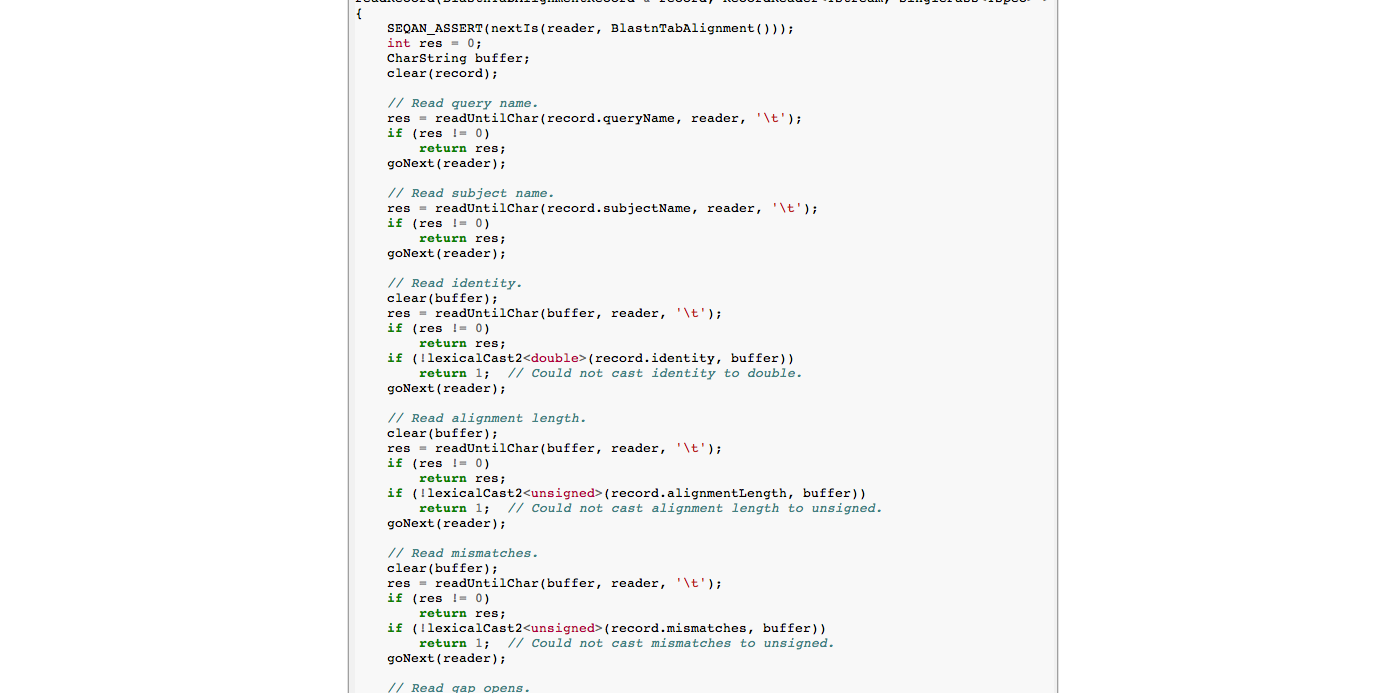 {
    SEQAN_ASSERT(nextIs(reader, BlastnTabAlignment()));
    int res = 0;
    CharString buffer;
    clear(record);

    // Read query name.
    res = readUntilChar(record.queryName, reader, '\t');
    if (res != 0)
        return res;
    goNext(reader);

    // Read subject name.
    res = readUntilChar(record.subjectName, reader, '\t');
    if (res != 0)
        return res;
    goNext(reader);

    // Read identity.
    clear(buffer);
    res = readUntilChar(buffer, reader, '\t');
    if (res != 0)
        return res;
    if (!lexicalCast2<double>(record.identity, buffer))
        return 1;  // Could not cast identity to double.
    goNext(reader);

    // Read alignment length.
    clear(buffer);
    res = readUntilChar(buffer, reader, '\t');
    if (res != 0)
        return res;
    if (!lexicalCast2<unsigned>(record.alignmentLength, buffer))
        return 1;  // Could not cast alignment length to unsigned.
    goNext(reader);

    // Read mismatches.
    clear(buffer);
    res = readUntilChar(buffer, reader, '\t');
    if (res != 0)
        return res;
    if (!lexicalCast2<unsigned>(record.mismatches, buffer))
        return 1;  // Could not cast mismatches to unsigned.
    goNext(reader);

    // Read gap opens.